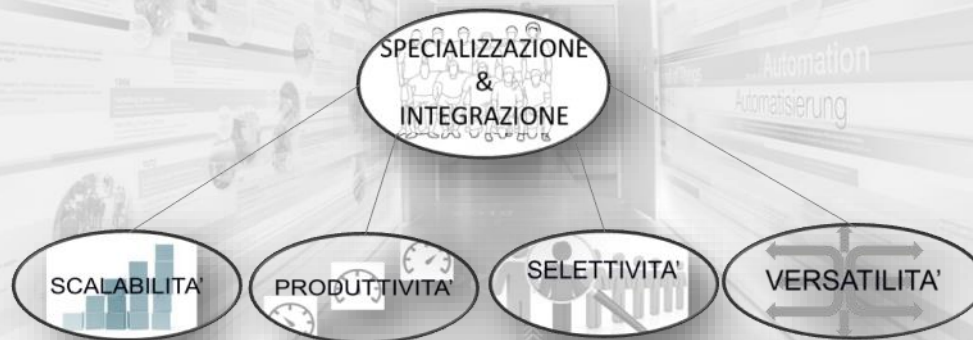 SPECIALIZZAZIONE
&
INTEGRAZIONE
Automation
Automatisierung
SCALABILITA'
PRODUTTIVITA'
SELETTIVITA'
VERSATILITA'